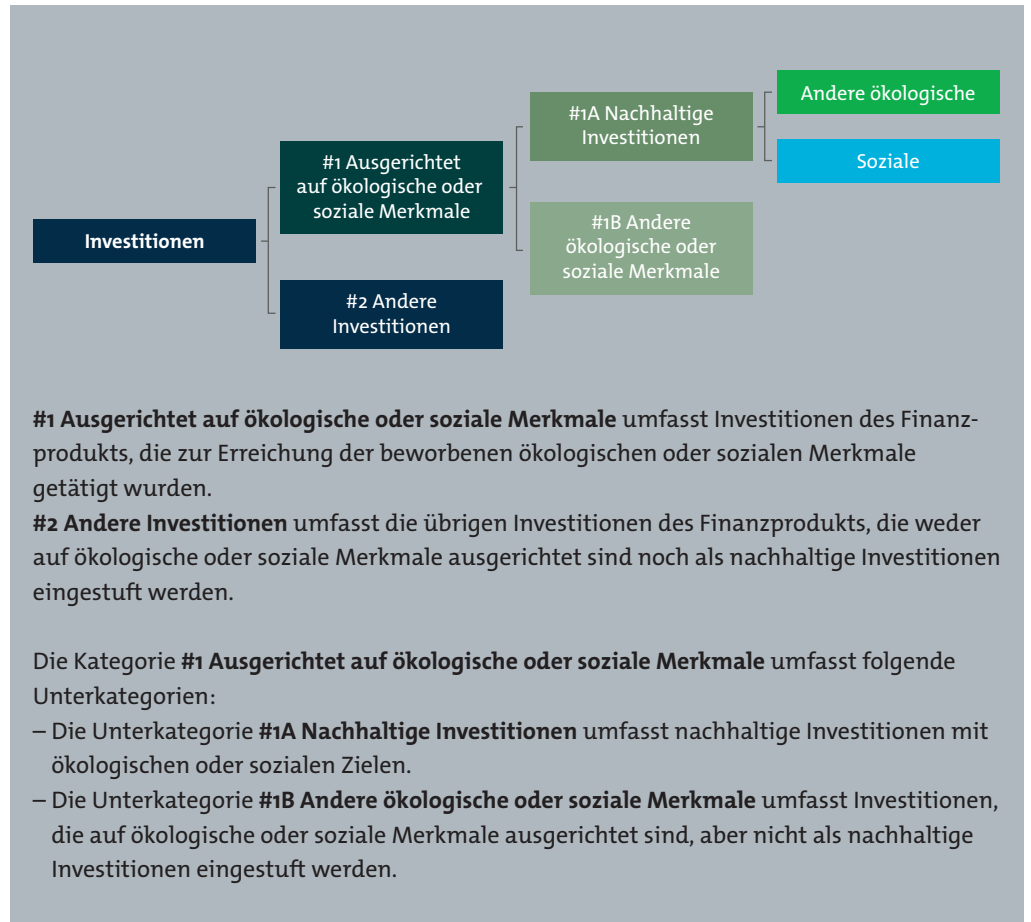 Andere ökologische
#1A Nachhaltige
Investitionen
#1 Ausgerichtet
auf ökologische oder
soziale Merkmale
Soziale
#1B Andere
ökologische oder
soziale Merkmale
Investitionen
#2 Andere
Investitionen
#1 Ausgerichtet auf ökologische oder soziale Merkmale umfasst Investitionen des Finanz-
produkts, die zur Erreichung der beworbenen ökologischen oder sozialen Merkmale
getätigt wurden.
#2 Andere Investitionen umfasst die übrigen Investitionen des Finanzprodukts, die weder
auf ökologische oder soziale Merkmale ausgerichtet sind noch als nachhaltige Investitionen
eingestuft werden.
Die Kategorie #1 Ausgerichtet auf ökologische oder soziale Merkmale umfasst folgende
Unterkategorien:
– Die Unterkategorie #1A Nachhaltige Investitionen umfasst nachhaltige Investitionen mit
ökologischen oder sozialen Zielen.
– Die Unterkategorie #1B Andere ökologische oder soziale Merkmale umfasst Investitionen,
die auf ökologische oder soziale Merkmale ausgerichtet sind, aber nicht als nachhaltige
Investitionen eingestuft werden.